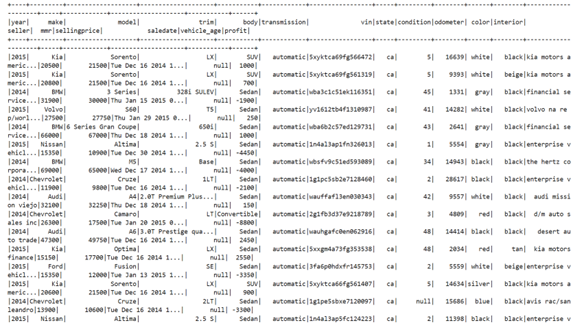 +----+---------+-------------------+--------------------+-----------+------------+-----------------+-----+---------+--------+------+--------+
|year|     make|              model|                trim|       body|transmission|              vin|state|condition|odometer| color|interior|
seller|  mmr|sellingprice|            saledate|vehicle_age|profit|
|2015|      Kia|            Sorento|                  LX|        SUV|   automatic|5xyktca69fg566472|   ca|        5|   16639| white|   black|kia motors a
meric...|20500|       21500|Tue Dec 16 2014 1...|       null|  1000|
|2015|      Kia|            Sorento|                  LX|        SUV|   automatic|5xyktca69fg561319|   ca|        5|    9393| white|   beige|kia motors a
meric...|20800|       21500|Tue Dec 16 2014 1...|       null|   700|
|2014|      BMW|           3 Series|          328i SULEV|      Sedan|   automatic|wba3c1c51ek116351|   ca|       45|    1331|  gray|   black|financial se
rvice...|31900|       30000|Thu Jan 15 2015 0...|       null| -1900|
|2015|    Volvo|                S60|                  T5|      Sedan|   automatic|yv1612tb4f1310987|   ca|       41|   14282| white|   black|volvo na re
p/worl...|27500|       27750|Thu Jan 29 2015 0...|       null|   250|
|2014|      BMW|6 Series Gran Coupe|                650i|      Sedan|   automatic|wba6b2c57ed129731|   ca|       43|    2641|  gray|   black|financial se
rvice...|66000|       67000|Thu Dec 18 2014 1...|       null|  1000|
|2015|   Nissan|             Altima|               2.5 S|      Sedan|   automatic|1n4al3ap1fn326013|   ca|        1|    5554|  gray|   black|enterprise v
ehicl...|15350|       10900|Tue Dec 30 2014 1...|       null| -4450|
|2014|      BMW|                 M5|                Base|      Sedan|   automatic|wbsfv9c51ed593089|   ca|       34|   14943| black|   black|the hertz co
rpora...|69000|       65000|Wed Dec 17 2014 1...|       null| -4000|
|2014|Chevrolet|              Cruze|                 1LT|      Sedan|   automatic|1g1pc5sb2e7128460|   ca|        2|   28617| black|   black|enterprise v
ehicl...|11900|        9800|Tue Dec 16 2014 1...|       null| -2100|
|2014|     Audi|                 A4|2.0T Premium Plus...|      Sedan|   automatic|wauffafl3en030343|   ca|       42|    9557| white|   black|  audi missi
on viejo|32100|       32250|Thu Dec 18 2014 1...|       null|   150|
|2014|Chevrolet|             Camaro|                  LT|Convertible|   automatic|2g1fb3d37e9218789|   ca|        3|    4809|   red|   black|  d/m auto s
ales inc|26300|       17500|Tue Jan 20 2015 0...|       null| -8800|
|2014|     Audi|                 A6|3.0T Prestige qua...|      Sedan|   automatic|wauhgafc0en062916|   ca|       48|   14414| black|   black|   desert au
to trade|47300|       49750|Tue Dec 16 2014 1...|       null|  2450|
|2015|      Kia|             Optima|                  LX|      Sedan|   automatic|5xxgm4a73fg353538|   ca|       48|    2034|   red|     tan|  kia motors
finance|15150|       17700|Tue Dec 16 2014 1...|       null|  2550|
|2015|     Ford|             Fusion|                  SE|      Sedan|   automatic|3fa6p0hdxfr145753|   ca|        2|    5559| white|   beige|enterprise v
ehicl...|15350|       12000|Tue Jan 13 2015 1...|       null| -3350|
|2015|      Kia|            Sorento|                  LX|        SUV|   automatic|5xyktca66fg561407|   ca|        5|   14634|silver|   black|kia motors a
meric...|20600|       21500|Tue Dec 16 2014 1...|       null|   900|
|2014|Chevrolet|              Cruze|                 2LT|      Sedan|   automatic|1g1pe5sbxe7120097|   ca|     null|   15686|  blue|   black|avis rac/san
leandro|13900|       10600|Tue Dec 16 2014 1...|       null| -3300|
|2015|   Nissan|             Altima|               2.5 S|      Sedan|   automatic|1n4al3ap5fc124223|   ca|        2|   11398| black|   black|enterprise v